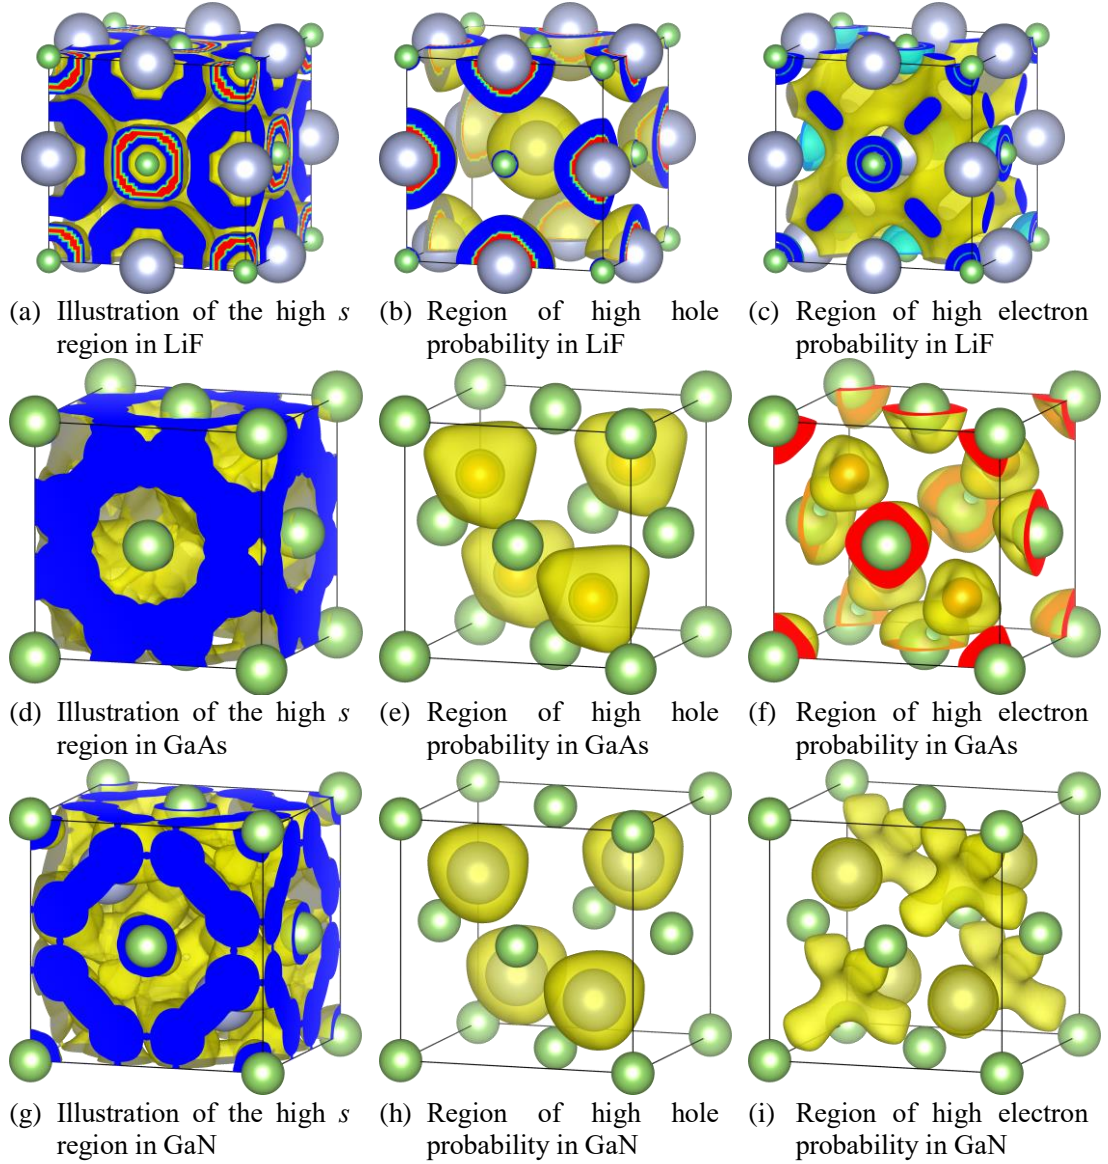 (a) Illustration of the high s
region in LiF
(b) Region of high hole
probability in LiF
(c) Region of high electron
probability in LiF
(d) Illustration of the high s
region in GaAs
(e) Region of high hole
probability in GaAs
(f) Region of high electron
probability in GaAs
(g) Illustration of the high s
region in GaN
(h) Region of high hole
probability in GaN
(i) Region of high electron
probability in GaN